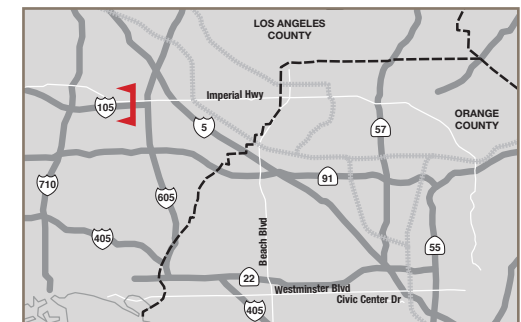 LOS ANGELES
COUNTY
Imperial Hwy
105
5
57
ORANGE
COUNTY
710
605
91
405
Beach Blvd
55
22
Westminster Blvd
Civic Center Dr
405